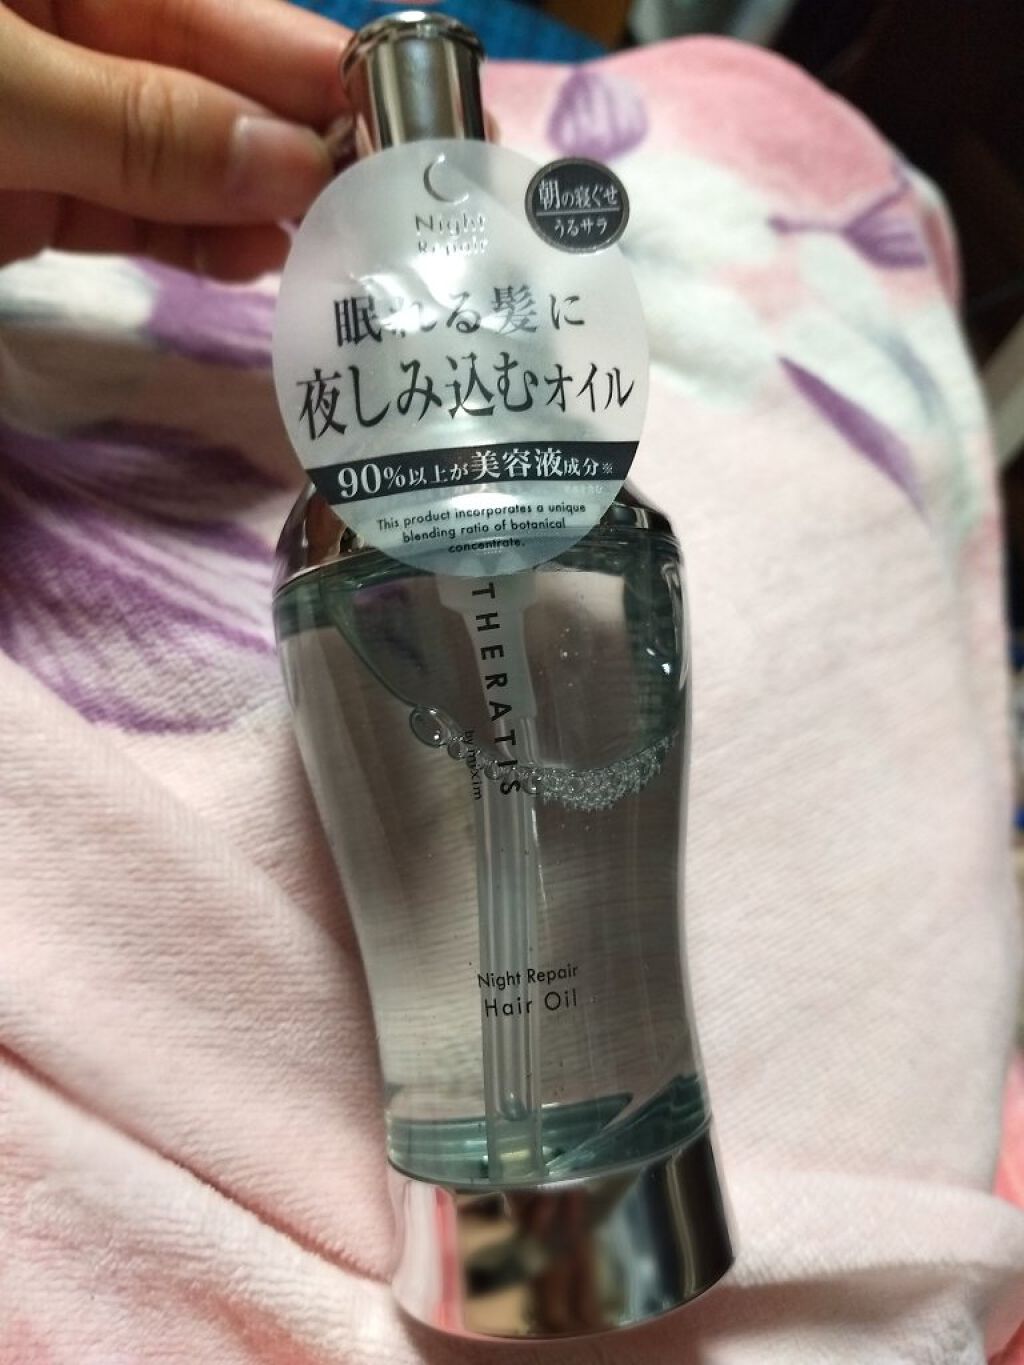 Night
Repair
朝の寝ぐせ
うるサラ
眠れる髪に
夜しみ込むオイル
90%以上が美容液成分※
This product incorporates a unique
blending ratio of botanical
concentrate.
THERATIS
by mixim
Night Repair
Hair Oil